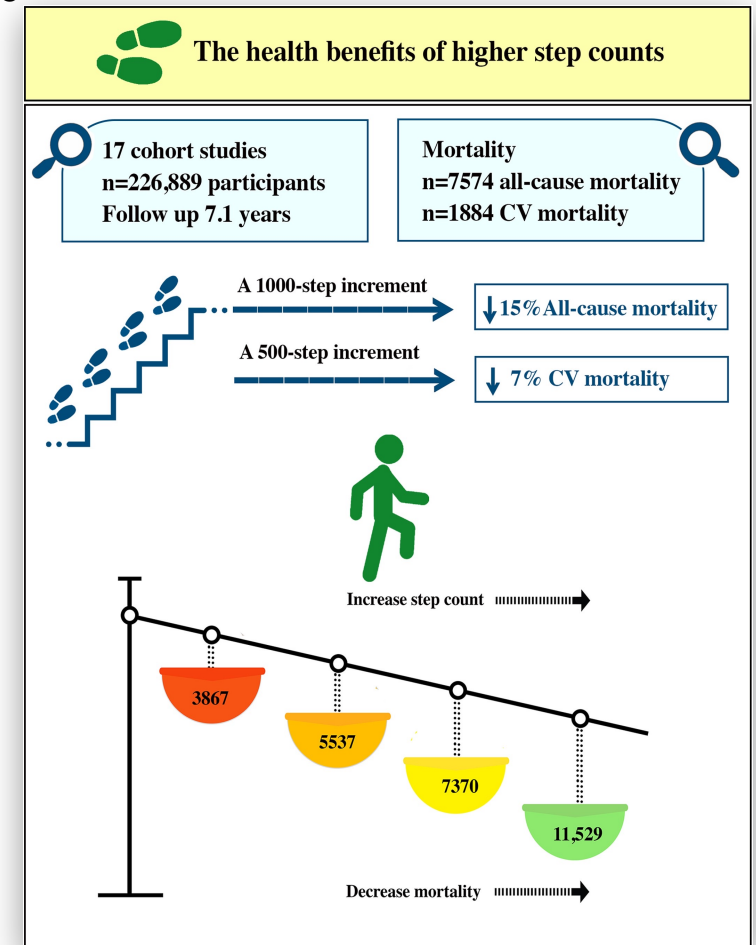 The health benefits of higher step counts
17 cohort studies
n=226,889 participants
Follow up 7.1 years
Mortality
n=7574 all-cause mortality
n=1884 CV mortality
A 1000-step increment
15% All-cause mortality
A 500-step increment
7% CV mortality
Increase step count
3867
5537
7370
11,529
Decrease mortality